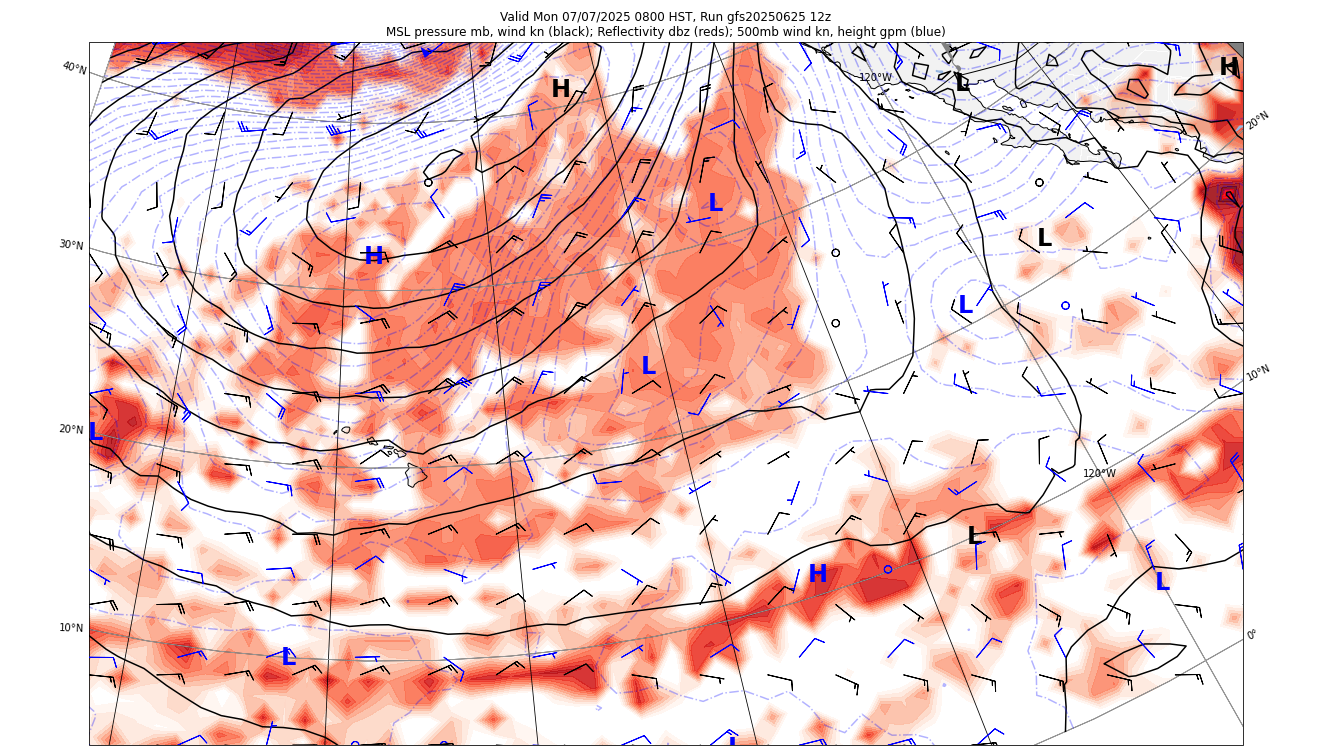 Valid Mon 07/07/2025 0800 HST, Run gfs20250625 12z
MSL pressure mb, wind kn (black); Reflectivity dbz (reds); 500mb wind kn, height gpm (blue)
40°N
H
120°W
L
H
20°N
L
30°N
H
L
L
L
10°N
20°N
L
120°W
L
H
L
10°N
0°
L
L